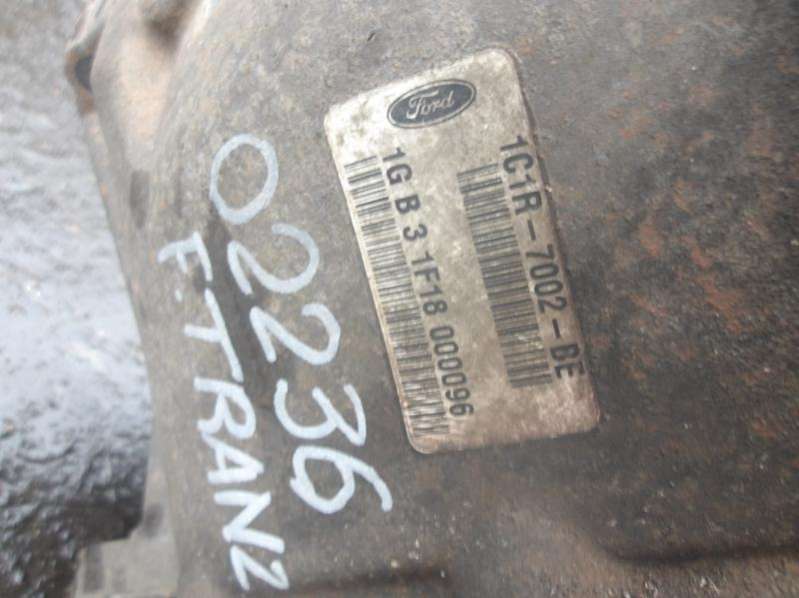 Ford
1C1R-7002-BE
1G B 3 1F18 000096
02236
F.TRANZ